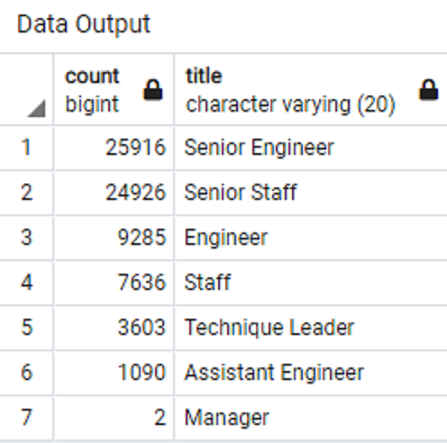 Data Output
count title
bigint character varying (20)
1 25916 Senior Engineer
2 24926 Senior Staff
3 9285 Engineer
4 7636 Staff
5 3603 Technique Leader
6 1090 Assistant Engineer
7 2 Manager